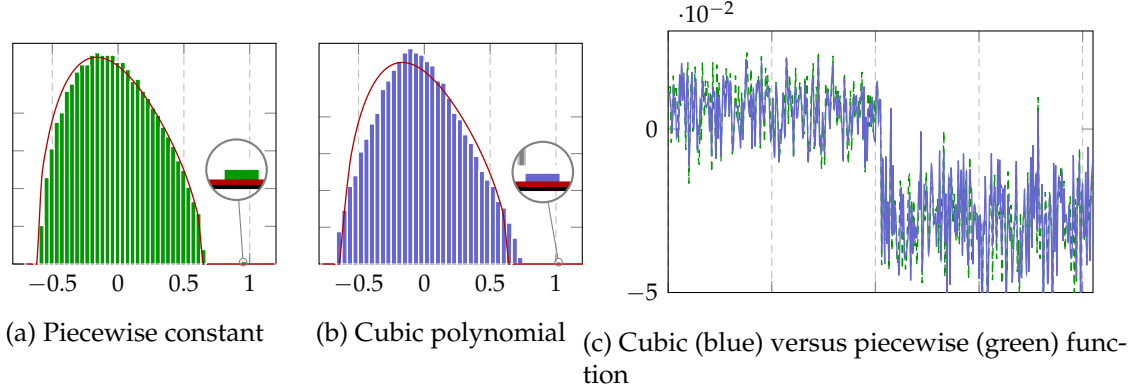 ·10⁻²
0
−5
−0.5 0 0.5 1
−0.5 0 0.5 1
(a) Piecewise constant
(b) Cubic polynomial
(c) Cubic (blue) versus piecewise (green) func-
tion